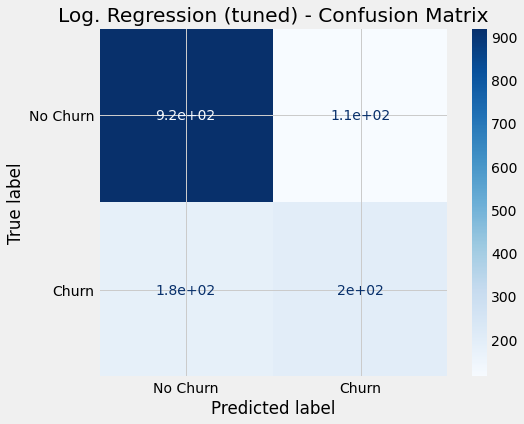 Log. Regression (tuned) - Confusion Matrix
True label
No Churn
9.2e+02
1.1e+02
Churn
1.8e+02
2e+02
No Churn
Churn
Predicted label
900
800
700
600
500
400
300
200